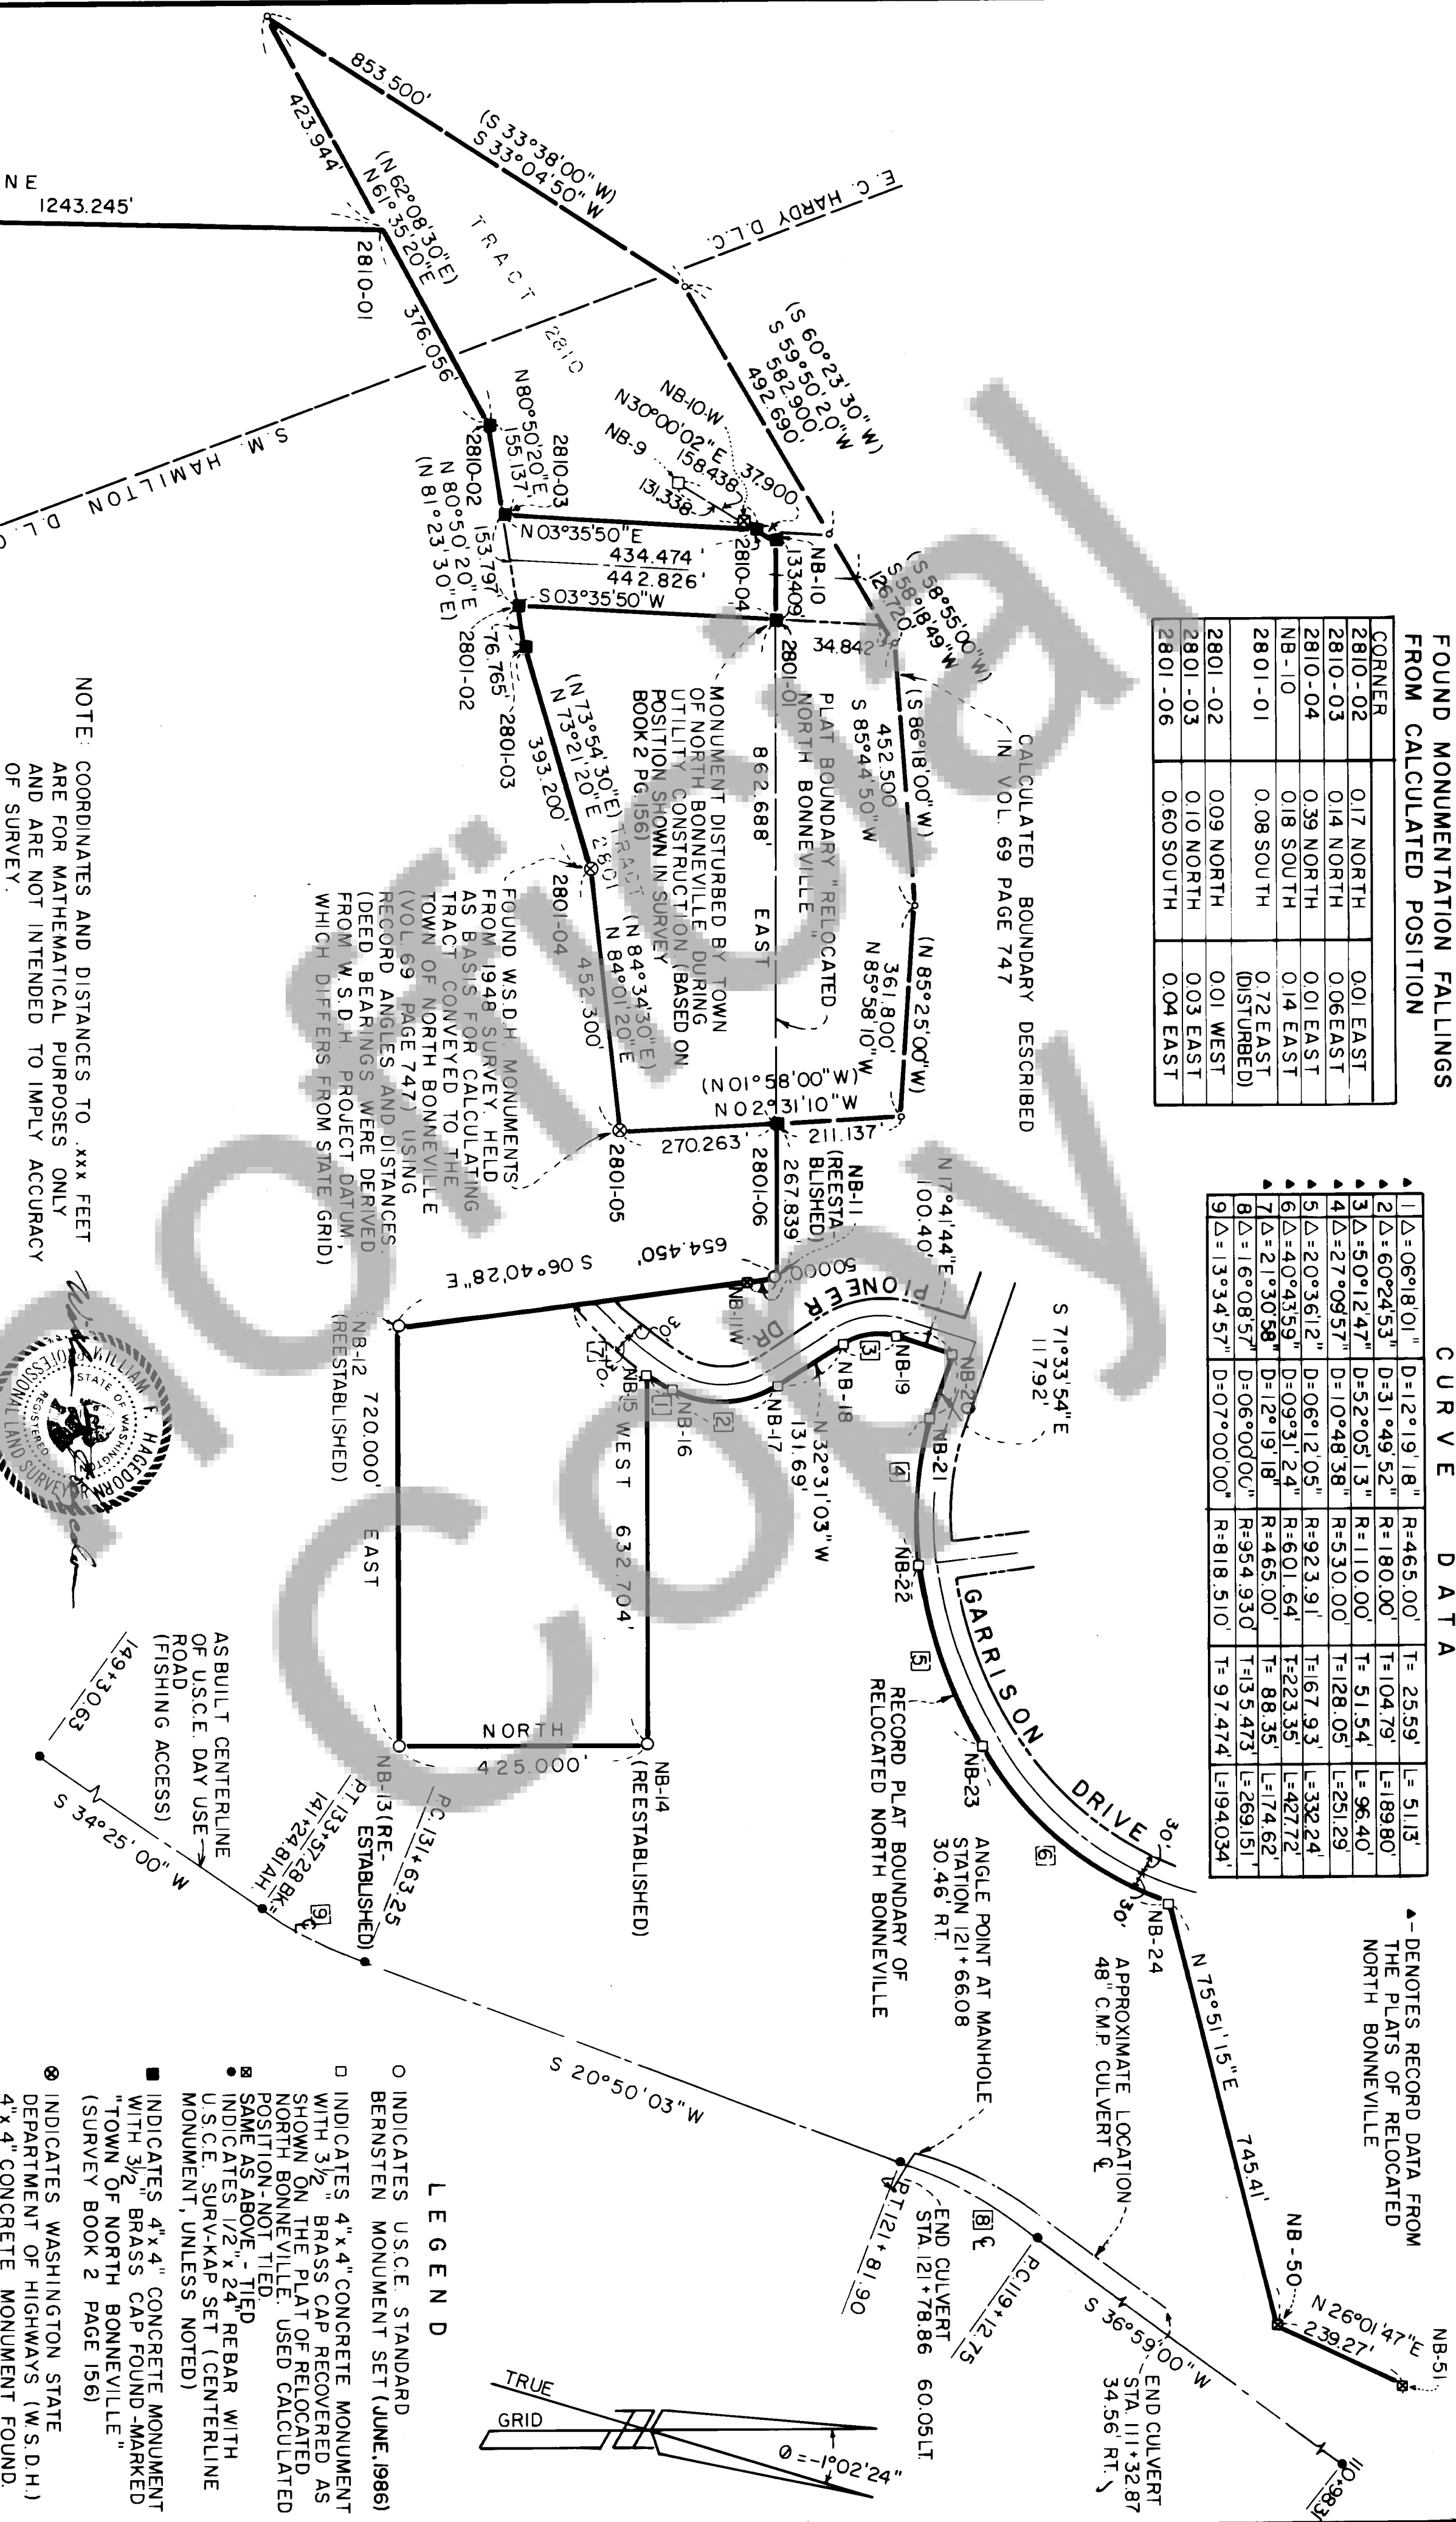 FOUND MONUMENTATION FALLINGS
FROM CALCULATED POSITION
CORNER
2810-02 0.17 NORTH 0.01 EAST
2810-03 0.14 NORTH 0.06 EAST
2810-04 0.39 NORTH 0.01 EAST
NB-10 0.18 SOUTH 0.14 EAST
2801-01 0.08 SOUTH 0.72 EAST
(DISTURBED)
2801-02 0.09 NORTH 0.01 WEST
2801-03 0.10 NORTH 0.03 EAST
2801-06 0.60 SOUTH 0.04 EAST
CURVE DATA
▲ 1 Δ=06°18'01" D=12°19'18" R=465.00' T= 25.59' L= 51.13'
▲ 2 Δ=60°24'53" D=31°49'52" R=180.00' T=104.79' L=189.80'
▲ 3 Δ=50°12'47" D=52°05'13" R=110.00' T= 51.54' L= 96.40'
▲ 4 Δ=27°09'57" D=10°48'38" R=530.00' T=128.05' L=251.29'
▲ 5 Δ=20°36'12" D=06°12'05" R=923.91' T=167.93' L=332.24'
▲ 6 Δ=40°43'59" D=09°31'24" R=601.64' T=223.35' L=427.72'
▲ 7 Δ=21°30'58" D=12°19'18" R=465.00' T= 88.35' L=174.62'
8 Δ=16°08'57" D=06°00'00" R=954.930' T=135.473' L=269.151'
9 Δ=13°34'57" D=07°00'00" R=818.510' T= 97.474' L=194.034'
▲-DENOTES RECORD DATA FROM
THE PLATS OF RELOCATED
NORTH BONNEVILLE
853.500'
(S 33°38'00" W)
S 33°04'50" W
423.944'
(N 62°08'30"E)
N 61°35'20"E
NE
1243.245'
2810-01
376.056'
TRACT 2810
E. C. HARDY D.L.C.
S.M. HAMILTON D.L.C.
(S 60°23'30"W)
S 59°50'20"W
582.900'
492.690'
NB-10-W
N30°00'02"E
158.438
NB-9
131.338
37.900
2810-02
N80°50'20"E
155.137'
2810-03
N 03°35'50"E
434.474'
442.826'
S 03°35'50"W
2810-04
NB-10
133.409'
126.720'
(S 58°55'00"W)
S 58°18'49"W
34.842'
2801-01
153.797'
N 80°50'20"E
(N 81°23'30"E)
2801-02
76.765'
2801-03
(N 73°54'30"E)
N 73°21'20"E
393.200'
TRACT 2801
2801-04
(N 84°34'30"E)
N 84°01'20"E
452.300'
2801-05
CALCULATED BOUNDARY DESCRIBED
IN VOL. 69 PAGE 747
(S 86°18'00"W)
452.500
S 85°44'50"W
PLAT BOUNDARY "RELOCATED
NORTH BONNEVILLE"
862.688' EAST
MONUMENT DISTURBED BY TOWN
OF NORTH BONNEVILLE DURING
UTILITY CONSTRUCTION (BASED ON
POSITION SHOWN IN SURVEY
BOOK 2 PG. 156)
(N 85°25'00"W)
361.800'
N 85°58'10"W
(N 01°58'00"W)
N 02°31'10"W
270.263'
211.137'
2801-06
267.839'
NB-11
(REESTA-
BLISHED)
50.000'
NB-11W
FOUND W.S.D.H. MONUMENTS
FROM 1948 SURVEY. HELD
AS BASIS FOR CALCULATING
TRACT CONVEYED TO THE
TOWN OF NORTH BONNEVILLE
(VOL. 69 PAGE 747) USING
RECORD ANGLES AND DISTANCES.
(DEED BEARINGS WERE DERIVED
FROM W.S.D.H. PROJECT DATUM,
WHICH DIFFERS FROM STATE GRID)
NOTE: COORDINATES AND DISTANCES TO .xxx FEET
ARE FOR MATHEMATICAL PURPOSES ONLY
AND ARE NOT INTENDED TO IMPLY ACCURACY
OF SURVEY.
WILLIAM F. HAGEDORN
STATE OF WASHINGTON
REGISTERED
PROFESSIONAL LAND SURVEYOR
654.450'
S 06°40'28"E
NB-12
(REESTABLISHED)
720.000' EAST
NB-13 (RE-
ESTABLISHED)
NORTH
425.000'
NB-14
(REESTABLISHED)
WEST 632.704'
NB-15
1
NB-16
2
NB-17
N 32°31'03"W
131.69'
NB-18
3
NB-19
N 17°41'44"E
100.40'
NB-20
S 71°33'54"E
117.92'
NB-21
4
NB-22
5
NB-23
6
NB-24
7
30'
30'
PIONEER DR.
GARRISON DRIVE
30'
30'
RECORD PLAT BOUNDARY OF
RELOCATED NORTH BONNEVILLE
N 75°51'15"E 745.41'
NB-50
N 26°01'47"E
239.27'
NB-51
APPROXIMATE LOCATION
48" C.M.P. CULVERT ℄
ANGLE POINT AT MANHOLE
STATION 121+66.08
30.46' RT.
END CULVERT
STA. 111+32.87
34.56' RT.
110+98.31
S 36°59'00"W
P.C. 119+12.75
8 ℄
END CULVERT
STA. 121+78.86 60.05 LT.
P.T. 121+81.90
S 20°50'03"W
P.C. 131+63.25
9
P.T. 133+57.28 BK=
141+24.81 AH.
S 34°25'00" W
149+30.63
AS BUILT CENTERLINE
OF U.S.C.E. DAY USE
ROAD
(FISHING ACCESS)
TRUE
GRID
Ø=-1°02'24"
LEGEND
○ INDICATES U.S.C.E. STANDARD
BERNSTEN MONUMENT SET (JUNE, 1986)
□ INDICATES 4"x 4" CONCRETE MONUMENT
WITH 3½" BRASS CAP RECOVERED AS
SHOWN ON THE PLAT OF RELOCATED
NORTH BONNEVILLE. USED CALCULATED
POSITION-NOT TIED.
⊠ SAME AS ABOVE,- TIED
● INDICATES 1/2" x 24" REBAR WITH
U.S.C.E. SURV-KAP SET (CENTERLINE
MONUMENT, UNLESS NOTED)
■ INDICATES 4"x 4" CONCRETE MONUMENT
WITH 3½" BRASS CAP FOUND-MARKED
"TOWN OF NORTH BONNEVILLE"
(SURVEY BOOK 2 PAGE 156)
⊗ INDICATES WASHINGTON STATE
DEPARTMENT OF HIGHWAYS (W.S.D.H.)
4"x 4" CONCRETE MONUMENT FOUND.
Unofficial
Copy